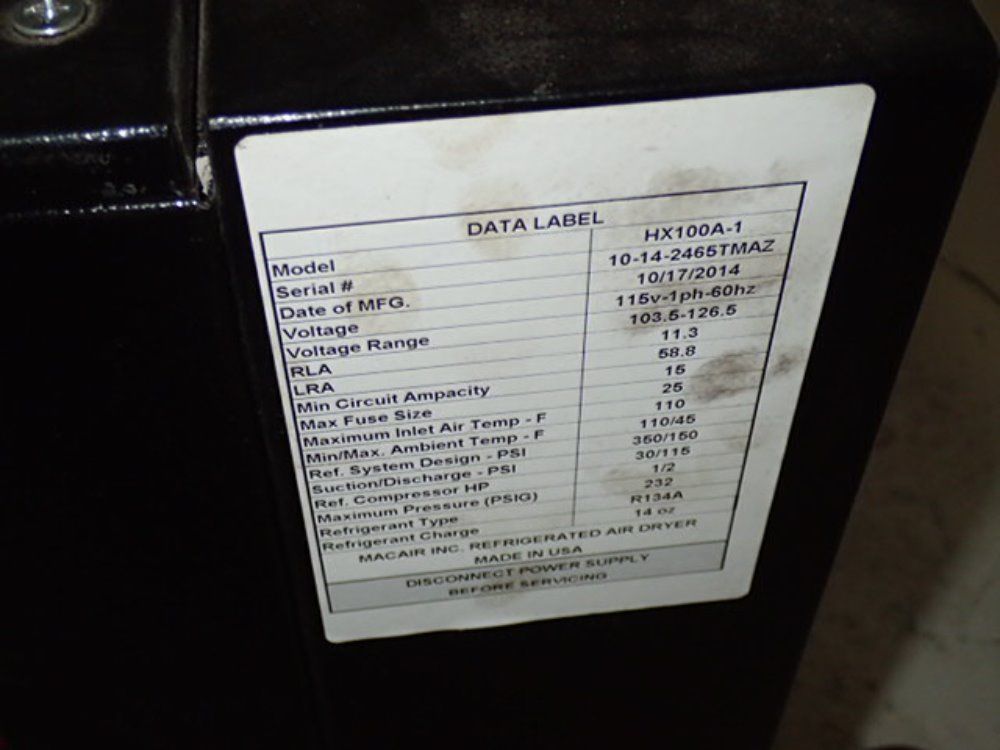 DATA LABEL
Model HX100A-1
Serial # 10-14-2465TMAZ
Date of MFG. 10/17/2014
Voltage 115v-1ph-60hz
Voltage Range 103.5-126.5
RLA 11.3
LRA 58.8
Min Circuit Ampacity 15
Max Fuse Size 25
Maximum Inlet Air Temp - F 110
Min/Max. Ambient Temp - F 110/45
Ref. System Design - PSI 350/150
Suction/Discharge - PSI 30/115
Ref. Compressor HP 1/2
Maximum Pressure (PSIG) 232
Refrigerant Type R134A
Refrigerant Charge 14 oz
MACAIR INC. REFRIGERATED AIR DRYER
MADE IN USA
DISCONNECT POWER SUPPLY
BEFORE SERVICING